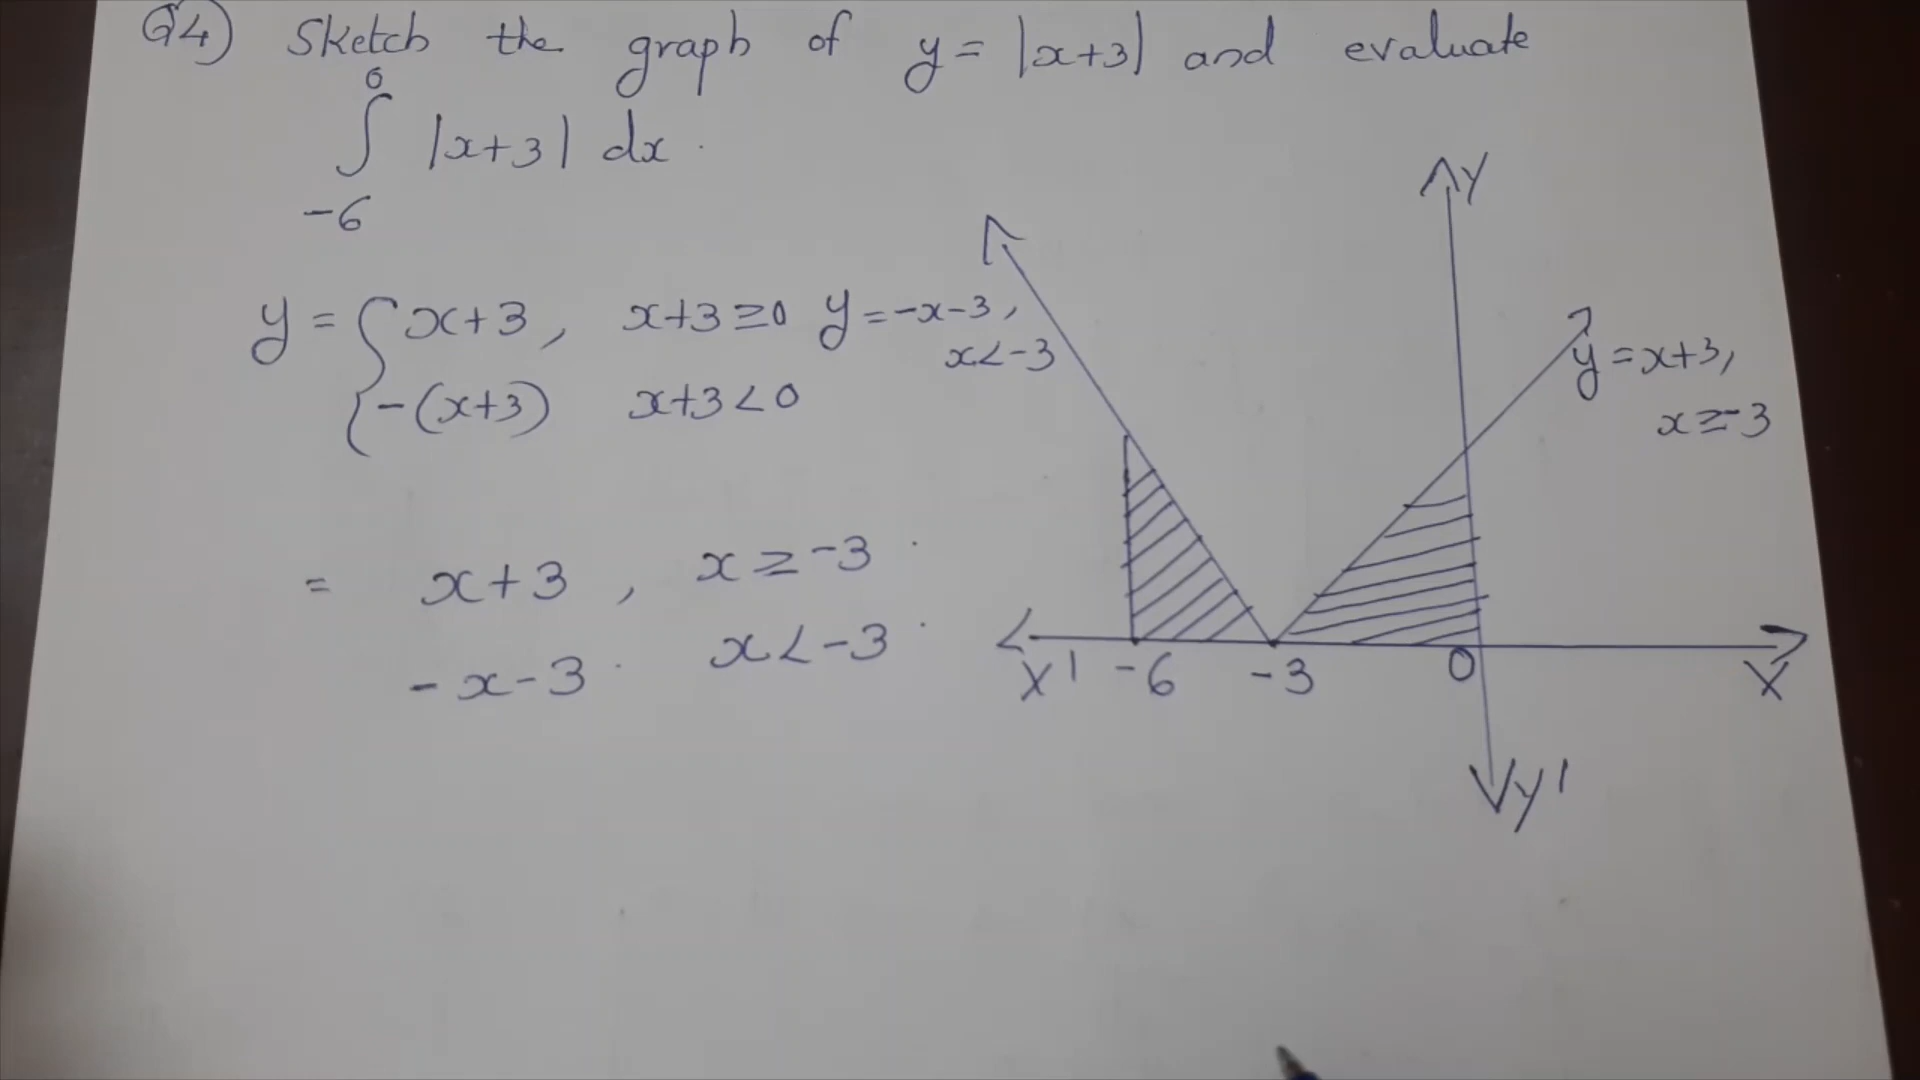 Q4) Sketch the graph of y = |x+3| and evaluate
0
∫ |x+3| dx.
-6
y = { x+3, x+3 ≥ 0
-(x+3) x+3 < 0
= x+3, x ≥ -3.
-x-3. x < -3.
y = -x-3,
x < -3
Y
y = x+3,
x ≥ -3
X' -6 -3 0 X
Y'